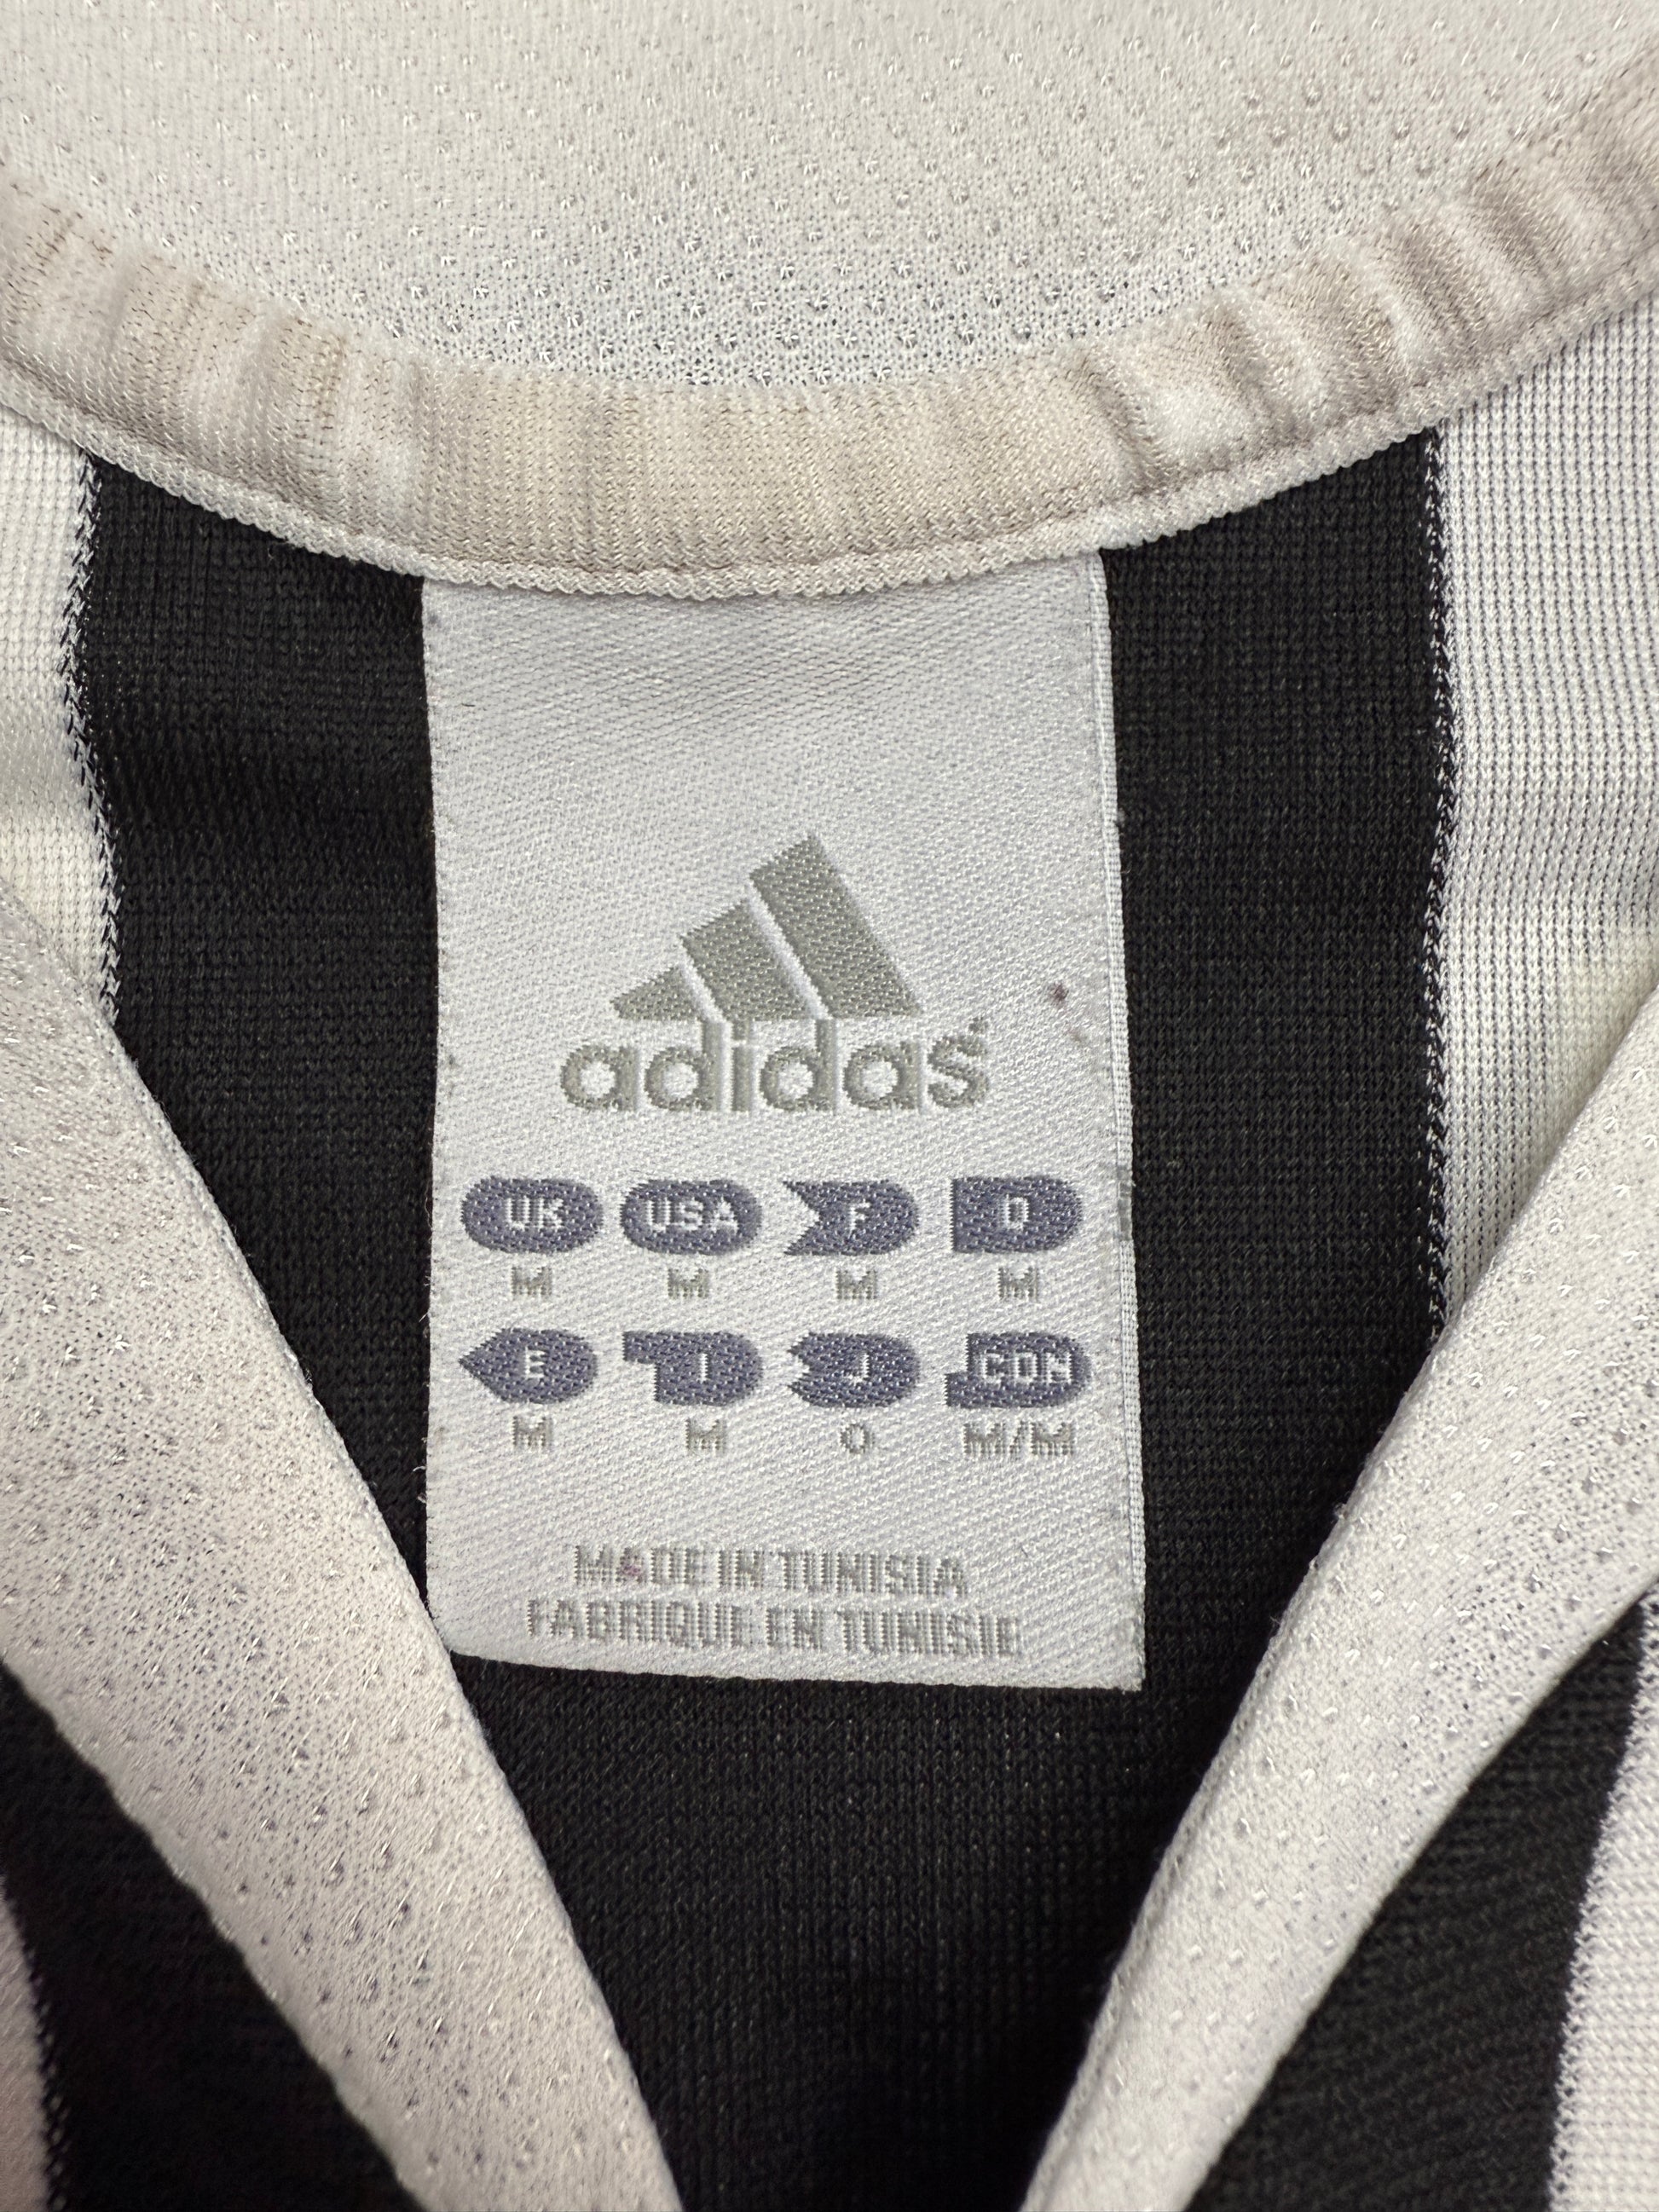 adidas
UK USA F D
M M M M
E I J CDN
M M O M/M
MADE IN TUNISIA
FABRIQUE EN TUNISIE